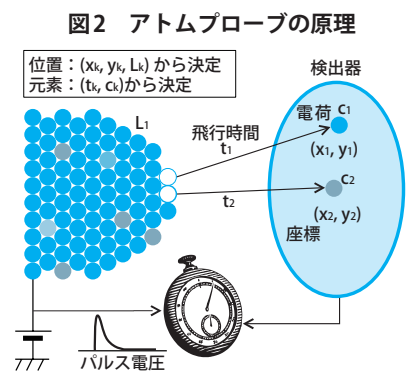 図2 アトムプローブの原理
位置：(xk, yk, Lk) から決定
元素：(tk, ck)から決定
検出器
L1
飛行時間
t1
電荷 c1
(x1, y1)
t2
c2
(x2, y2)
座標
パルス電圧